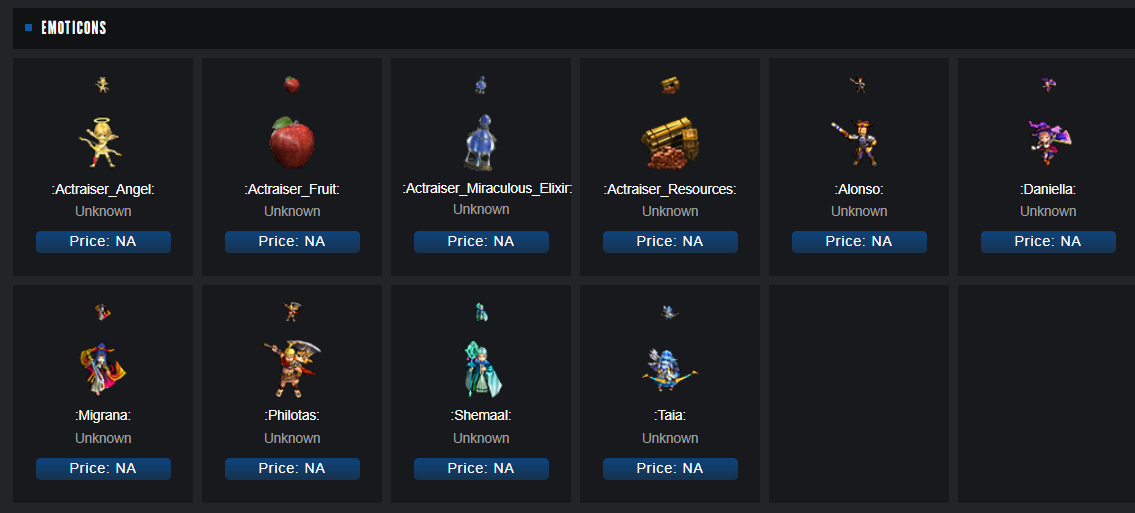 EMOTICONS
:Actraiser_Angel:
Unknown
Price: NA
:Actraiser_Fruit:
Unknown
Price: NA
:Actraiser_Miraculous_Elixir:
Unknown
Price: NA
:Actraiser_Resources:
Unknown
Price: NA
:Alonso:
Unknown
Price: NA
:Daniella:
Unknown
Price: NA
:Migrana:
Unknown
Price: NA
:Philotas:
Unknown
Price: NA
:Shemaal:
Unknown
Price: NA
:Taia:
Unknown
Price: NA